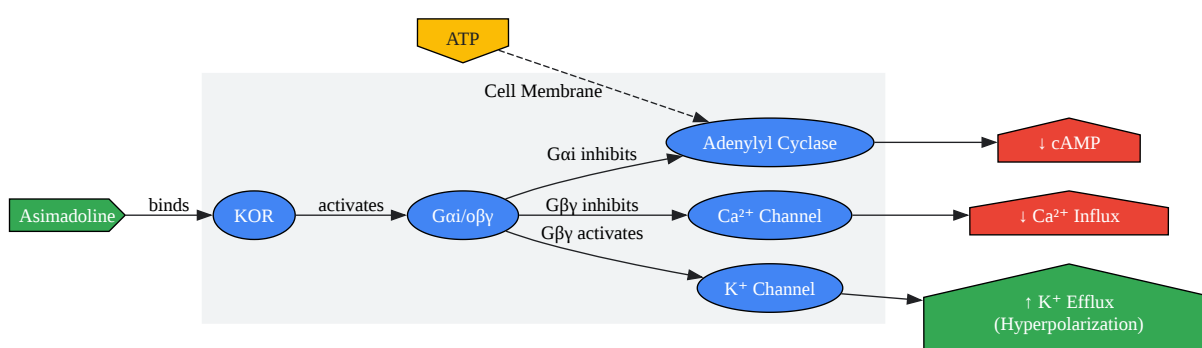 ATP
Cell Membrane
Adenylyl Cyclase
↓ cAMP
Gαi inhibits
Asimadoline
binds
KOR
activates
Gαi/oβγ
Gβγ inhibits
Ca²⁺ Channel
↓ Ca²⁺ Influx
Gβγ activates
K⁺ Channel
↑ K⁺ Efflux
(Hyperpolarization)